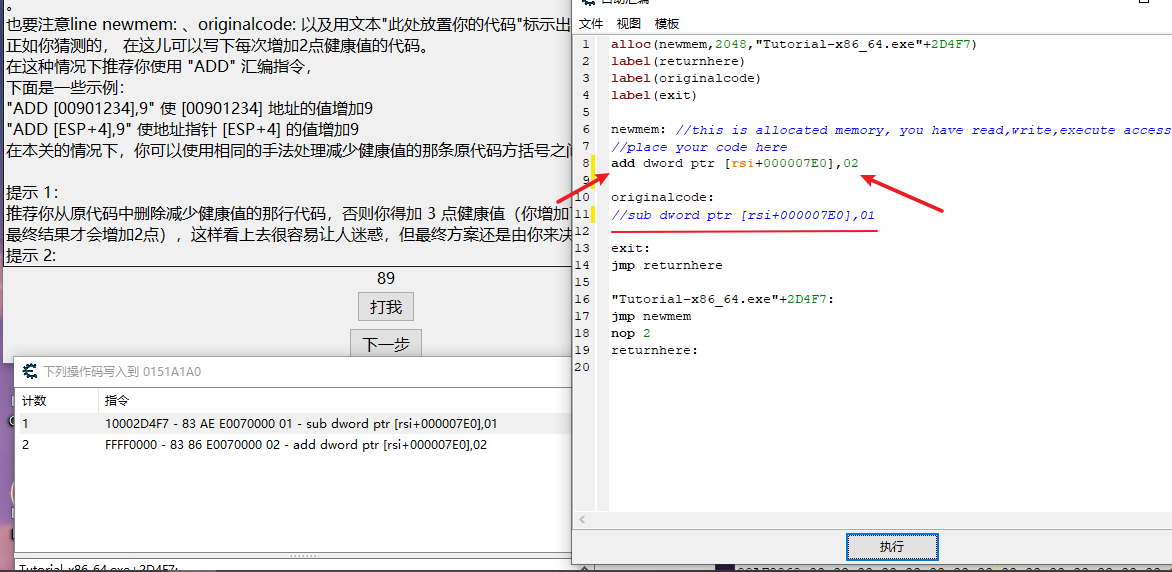 。
也要注意line newmem: 、originalcode: 以及用文本"此处放置你的代码"标示出
正如你猜测的， 在这儿可以写下每次增加2点健康值的代码。
在这种情况下推荐你使用 "ADD" 汇编指令，
下面是一些示例:
"ADD [00901234],9" 使 [00901234] 地址的值增加9
"ADD [ESP+4],9" 使地址指针 [ESP+4] 的值增加9
在本关的情况下，你可以使用相同的手法处理减少健康值的那条原代码方括号之间
提示 1:
推荐你从原代码中删除减少健康值的那行代码，否则你得加 3 点健康值（你增加
最终结果才会增加2点），这样看上去很容易让人迷惑，但最终方案还是由你来决
提示 2:
89
打我
下一步
下列操作码写入到 0151A1A0
计数 指令
1 10002D4F7 - 83 AE E0070000 01 - sub dword ptr [rsi+000007E0],01
2 FFFF0000 - 83 86 E0070000 02 - add dword ptr [rsi+000007E0],02
Tutorial-x86_64.exe+2D4F7:
自动汇编
文件 视图 模板
1 alloc(newmem,2048,"Tutorial-x86_64.exe"+2D4F7)
2 label(returnhere)
3 label(originalcode)
4 label(exit)
5
6 newmem: //this is allocated memory, you have read,write,execute access
7 //place your code here
8 add dword ptr [rsi+000007E0],02
9
10 originalcode:
11 //sub dword ptr [rsi+000007E0],01
12
13 exit:
14 jmp returnhere
15
16 "Tutorial-x86_64.exe"+2D4F7:
17 jmp newmem
18 nop 2
19 returnhere:
20
执行